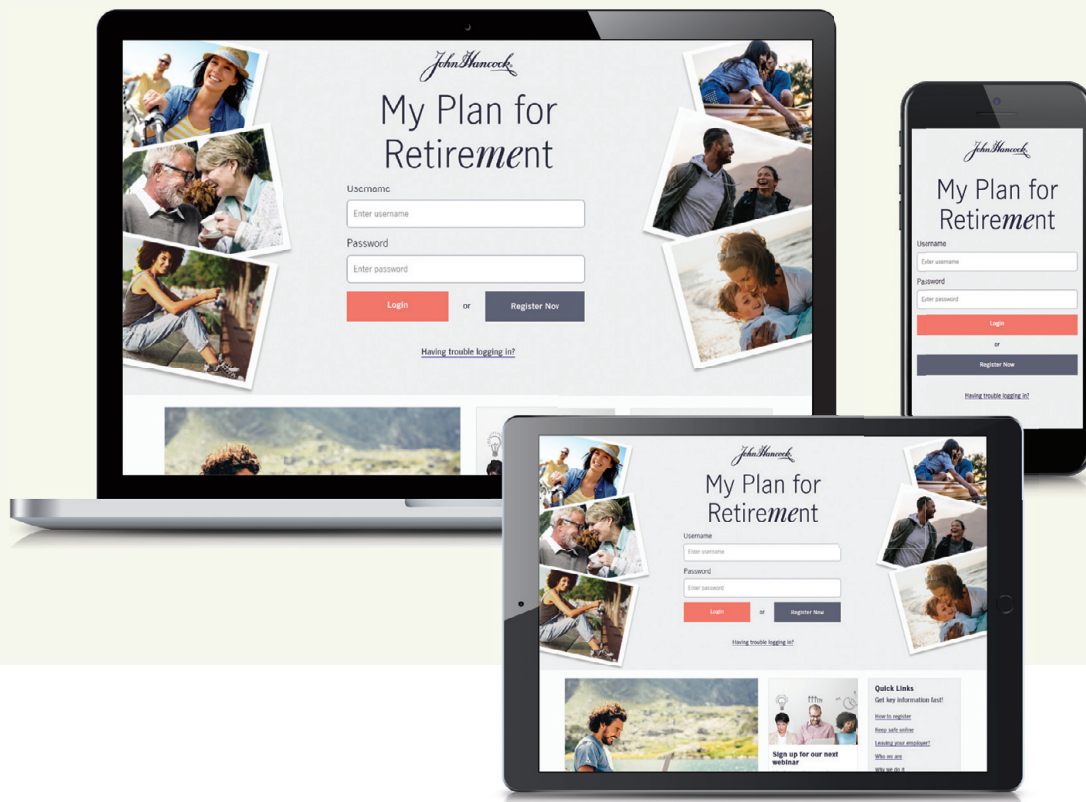 John Hancock
My Plan for
Retirement
Username
Enter username
Password
Enter password
Login or Register Now
Having trouble logging in?
John Hancock
My Plan for
Retirement
Username
Enter username
Password
Enter password
Login
or
Register Now
Having trouble logging in?
John Hancock
My Plan for
Retirement
Username
Enter username
Password
Enter password
Login or Register Now
Having trouble logging in?
Sign up for our next
webinar
Quick Links
Get key information fast!
How to register
Keep safe online
Leaving your employer?
Who we are
Why we do it